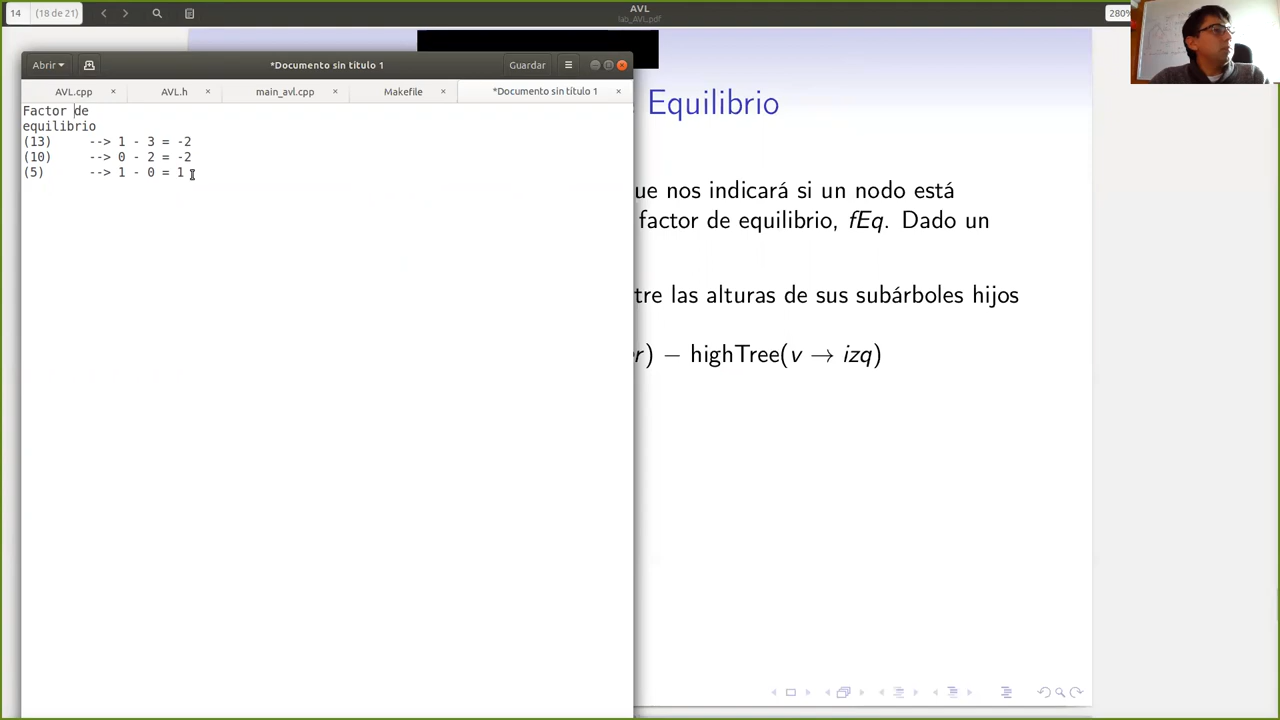 14 (18 de 21)
AVL
lab_AVL.pdf
280%
Abrir
*Documento sin título 1
Guardar
AVL.cpp × AVL.h × main_avl.cpp × Makefile × *Documento sin título 1 ×
Factor de
equilibrio
(13) --> 1 - 3 = -2
(10) --> 0 - 2 = -2
(5) --> 1 - 0 = 1
Equilibrio
ue nos indicará si un nodo está
factor de equilibrio, fEq. Dado un
tre las alturas de sus subárboles hijos
er) − highTree(v → izq)